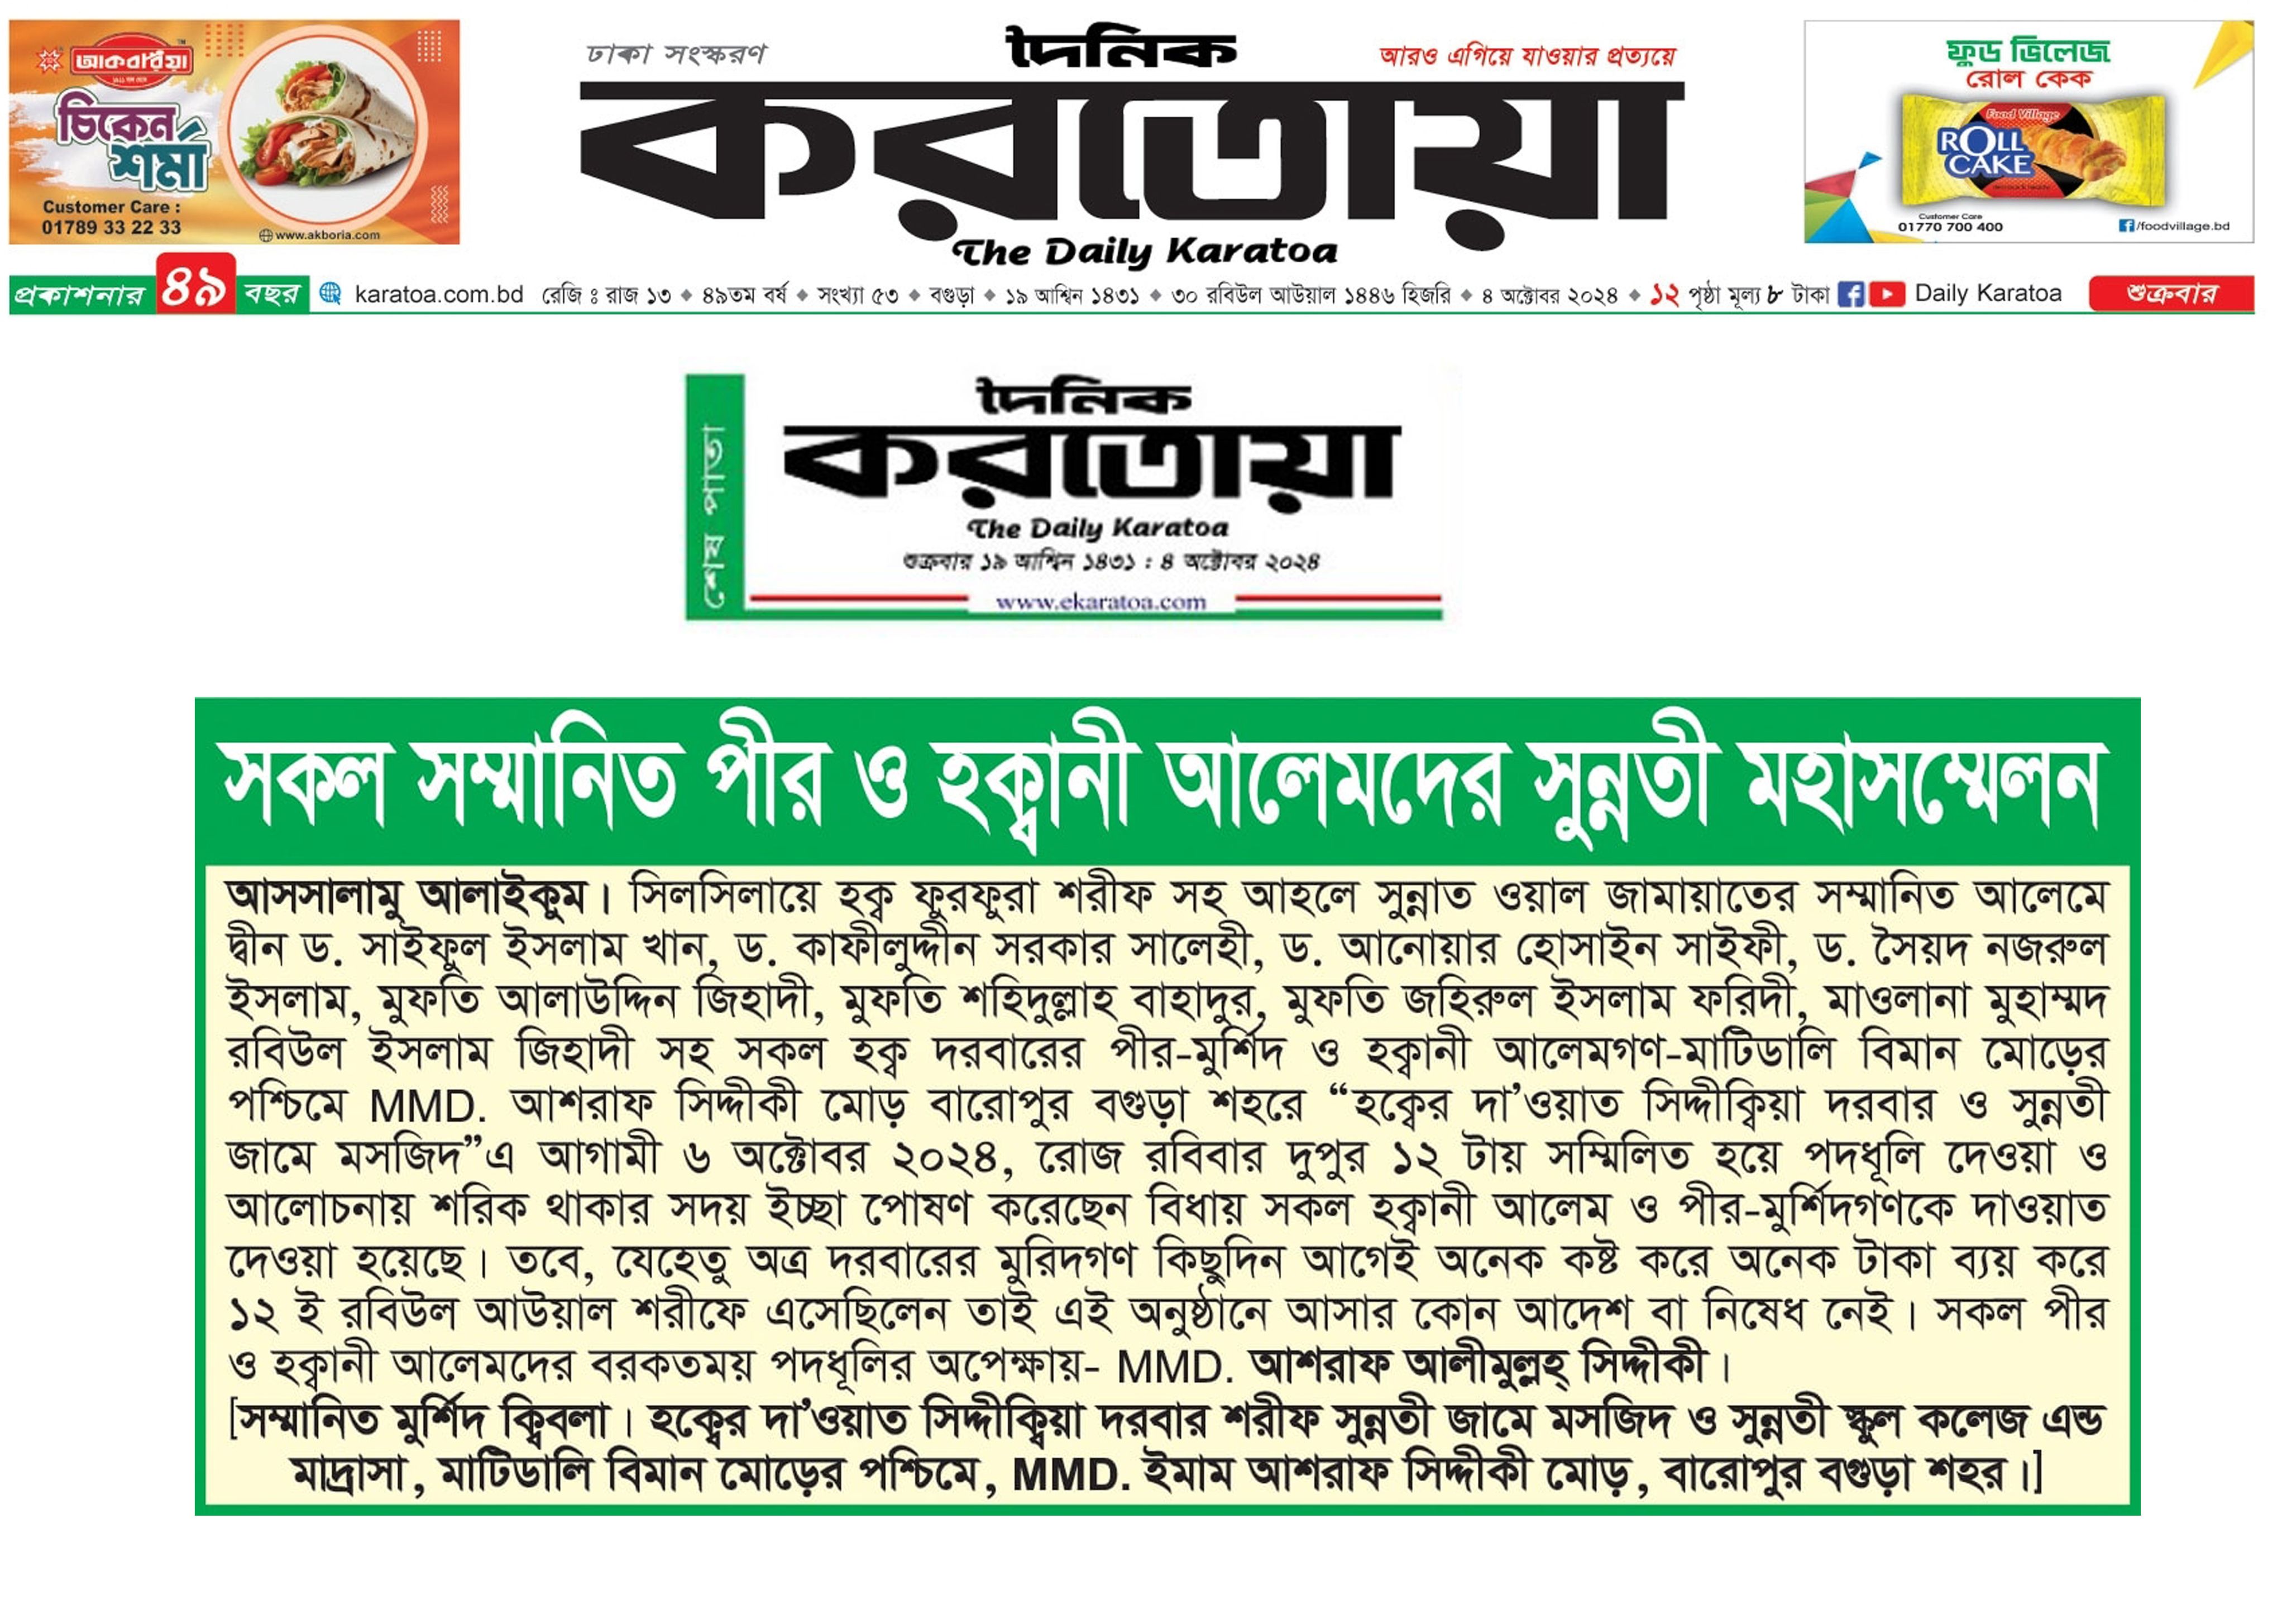 আকবরিয়া
চিকেন
শর্মা
Customer Care :
01789 33 22 33
www.akboria.com
ঢাকা সংস্করণ
দৈনিক
আরও এগিয়ে যাওয়ার প্রত্যয়ে
করতোয়া
The Daily Karatoa
ফুড ভিলেজ
রোল কেক
Food Village
ROLL
CAKE
Customer Care
01770 700 400
/foodvillage.bd
প্রকাশনার ৪৯ বছর karatoa.com.bd রেজি ঃ রাজ ১৩ ◆ ৪৯তম বর্ষ ◆ সংখ্যা ৫৩ ◆ বগুড়া ◆ ১৯ আশ্বিন ১৪৩১ ◆ ৩০ রবিউল আউয়াল ১৪৪৬ হিজরি ◆ ৪ অক্টোবর ২০২৪ ◆ ১২ পৃষ্ঠা মূল্য ৮ টাকা Daily Karatoa শুক্রবার
শেষ পাতা
দৈনিক
করতোয়া
The Daily Karatoa
শুক্রবার ১৯ আশ্বিন ১৪৩১ : ৪ অক্টোবর ২০২৪
www.ekaratoa.com
সকল সম্মানিত পীর ও হক্বানী আলেমদের সুন্নতী মহাসম্মেলন
আসসালামু আলাইকুম। সিলসিলায়ে হক্ব ফুরফুরা শরীফ সহ আহলে সুন্নাত ওয়াল জামায়াতের সম্মানিত আলেমে
দ্বীন ড. সাইফুল ইসলাম খান, ড. কাফীলুদ্দীন সরকার সালেহী, ড. আনোয়ার হোসাইন সাইফী, ড. সৈয়দ নজরুল
ইসলাম, মুফতি আলাউদ্দিন জিহাদী, মুফতি শহিদুল্লাহ বাহাদুর, মুফতি জহিরুল ইসলাম ফরিদী, মাওলানা মুহাম্মদ
রবিউল ইসলাম জিহাদী সহ সকল হক্ব দরবারের পীর-মুর্শিদ ও হক্বানী আলেমগণ-মাটিডালি বিমান মোড়ের
পশ্চিমে MMD. আশরাফ সিদ্দীকী মোড় বারোপুর বগুড়া শহরে “হক্বের দা’ওয়াত সিদ্দীক্বিয়া দরবার ও সুন্নতী
জামে মসজিদ”এ আগামী ৬ অক্টোবর ২০২৪, রোজ রবিবার দুপুর ১২ টায় সম্মিলিত হয়ে পদধূলি দেওয়া ও
আলোচনায় শরিক থাকার সদয় ইচ্ছা পোষণ করেছেন বিধায় সকল হক্বানী আলেম ও পীর-মুর্শিদগণকে দাওয়াত
দেওয়া হয়েছে। তবে, যেহেতু অত্র দরবারের মুরিদগণ কিছুদিন আগেই অনেক কষ্ট করে অনেক টাকা ব্যয় করে
১২ ই রবিউল আউয়াল শরীফে এসেছিলেন তাই এই অনুষ্ঠানে আসার কোন আদেশ বা নিষেধ নেই। সকল পীর
ও হক্বানী আলেমদের বরকতময় পদধূলির অপেক্ষায়- MMD. আশরাফ আলীমুল্লহ্ সিদ্দীকী।
[সম্মানিত মুর্শিদ ক্বিবলা। হক্বের দা’ওয়াত সিদ্দীক্বিয়া দরবার শরীফ সুন্নতী জামে মসজিদ ও সুন্নতী স্কুল কলেজ এন্ড
মাদ্রাসা, মাটিডালি বিমান মোড়ের পশ্চিমে, MMD. ইমাম আশরাফ সিদ্দীকী মোড়, বারোপুর বগুড়া শহর।]